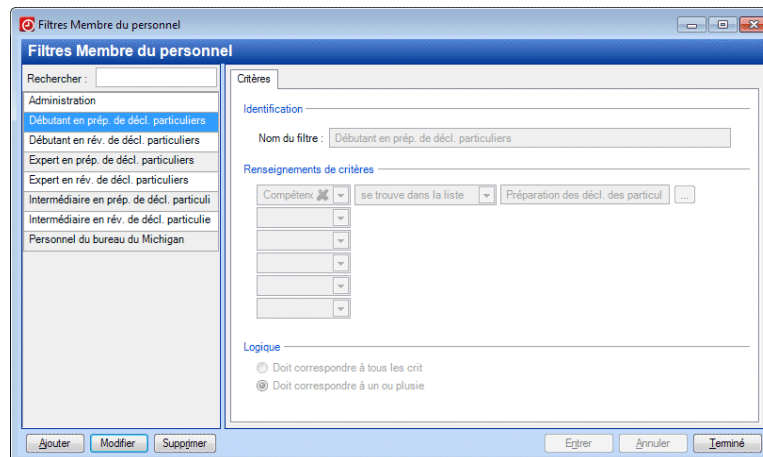 Filtres Membre du personnel
Filtres Membre du personnel
Rechercher :
Administration
Débutant en prép. de décl. particuliers
Débutant en rév. de décl. particuliers
Expert en prép. de décl. particuliers
Expert en rév. de décl. particuliers
Intermédiaire en prép. de décl. particuli
Intermédiaire en rév. de décl. particulie
Personnel du bureau du Michigan
Critères
Identification
Nom du filtre : Débutant en prép. de décl. particuliers
Renseignements de critères
Compétenc se trouve dans la liste Préparation des décl. des particul ...
Logique
Doit correspondre à tous les crit
Doit correspondre à un ou plusie
Ajouter Modifier Supprimer Entrer Annuler Terminé